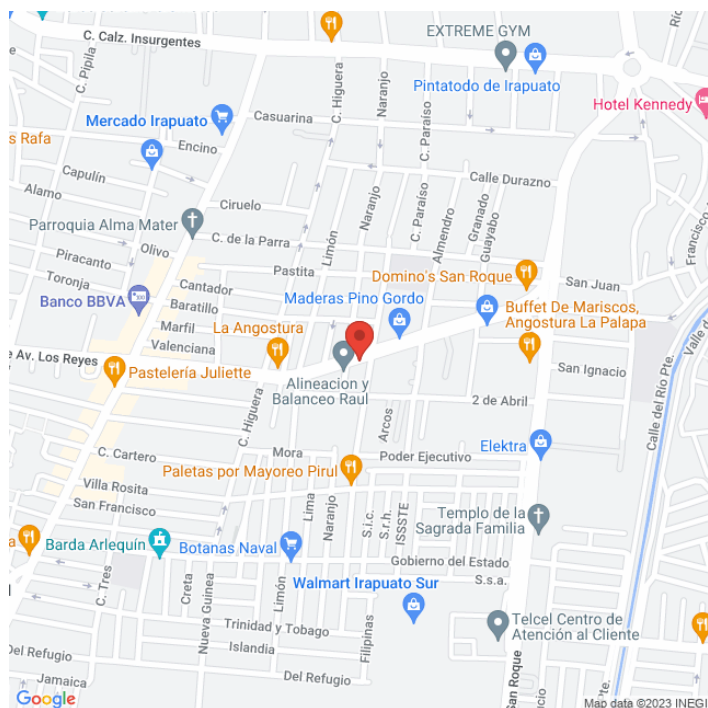 C. Calz. Insurgentes
EXTREME GYM
Pintatodo de Irapuato
Hotel Kennedy
C. Pipila
C. Higuera
Naranjo
Casuarina
Mercado Irapuato
s Rafa
Encino
C. Paraíso
Capulín
Calle Durazno
Alamo
Ciruelo
Naranjo
C. Paraíso
Almendro
Granado
Guayabo
Parroquia Alma Mater
Limón
Olivo
C. de la Parra
Francisco
Piracanto
Pastita
Toronja
Cantador
Domino's San Roque
San Juan
Banco BBVA
Baratillo
Maderas Pino Gordo
Buffet De Mariscos,
Angostura La Palapa
Marfil
La Angostura
Valenciana
e Av. Los Reyes
Pastelería Juliette
Alineacion y
Balanceo Raul
San Ignacio
Valle d
Calle del Río Pte.
C. Higuera
2 de Abril
Arcos
Elektra
C. Cartero
Mora
Poder Ejecutivo
Paletas por Mayoreo Pirul
Villa Rosita
San Francisco
Lima
Naranjo
S.i.c.
S.r.h.
ISSSTE
Templo de la
Sagrada Familia
a
Barda Arlequín
Botanas Naval
Gobierno del Estado
S.s.a.
C. Tres
Creta
Nueva Guinea
Limón
Walmart Irapuato Sur
Telcel Centro de
Atención al Cliente
Trinidad y Tobago
Islandia
Filipinas
Del Refugio
Del Refugio
Jamaica
San Roque
ncio
Pte.
Google
Map data ©2023 INEGI